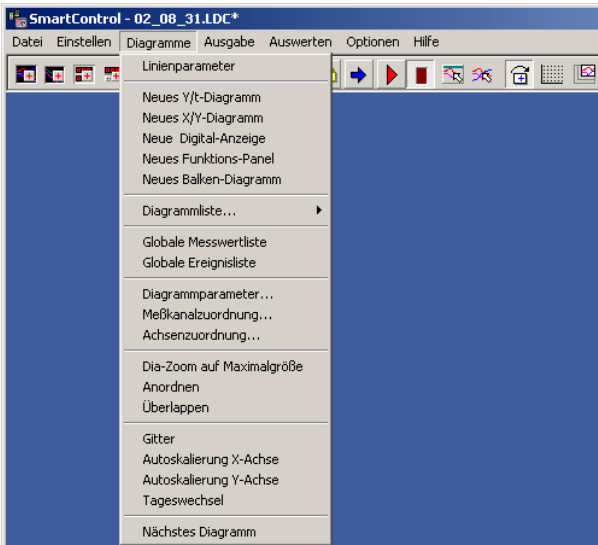 SmartControl - 02_08_31.LDC*
Datei Einstellen Diagramme Ausgabe Auswerten Optionen Hilfe
Linienparameter
Neues Y/t-Diagramm
Neues X/Y-Diagramm
Neue Digital-Anzeige
Neues Funktions-Panel
Neues Balken-Diagramm
Diagrammliste...
Globale Messwertliste
Globale Ereignisliste
Diagrammparameter...
Meßkanalzuordnung...
Achsenzuordnung...
Dia-Zoom auf Maximalgröße
Anordnen
Überlappen
Gitter
Autoskalierung X-Achse
Autoskalierung Y-Achse
Tageswechsel
Nächstes Diagramm